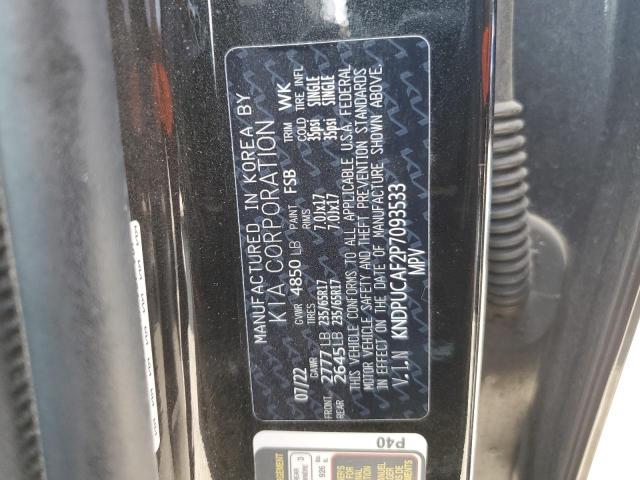 MANUFACTURED IN KOREA BY
KIA CORPORATION
07/22 GVWR 4850 LB PAINT FSB TRIM WK
GAWR TIRES RIMS COLD TIRE INFL
FRONT 2777 LB 235/65R17 7.0Jx17 35psi SINGLE
REAR 2645 LB 235/65R17 7.0Jx17 35psi SINGLE
THIS VEHICLE CONFORMS TO ALL APPLICABLE U.S.A. FEDERAL
MOTOR VEHICLE SAFETY AND THEFT PREVENTION STANDARDS
IN EFFECT ON THE DATE OF MANUFACTURE SHOWN ABOVE.
V.I.N KNDPUCAF2P7093533
MPV
P40
926